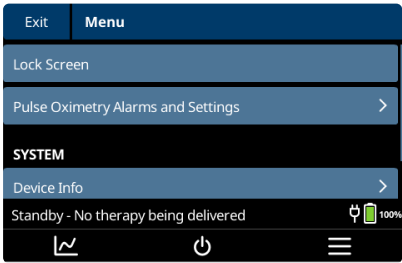 Exit Menu
Lock Screen
Pulse Oximetry Alarms and Settings
SYSTEM
Device Info
Standby - No therapy being delivered 100%